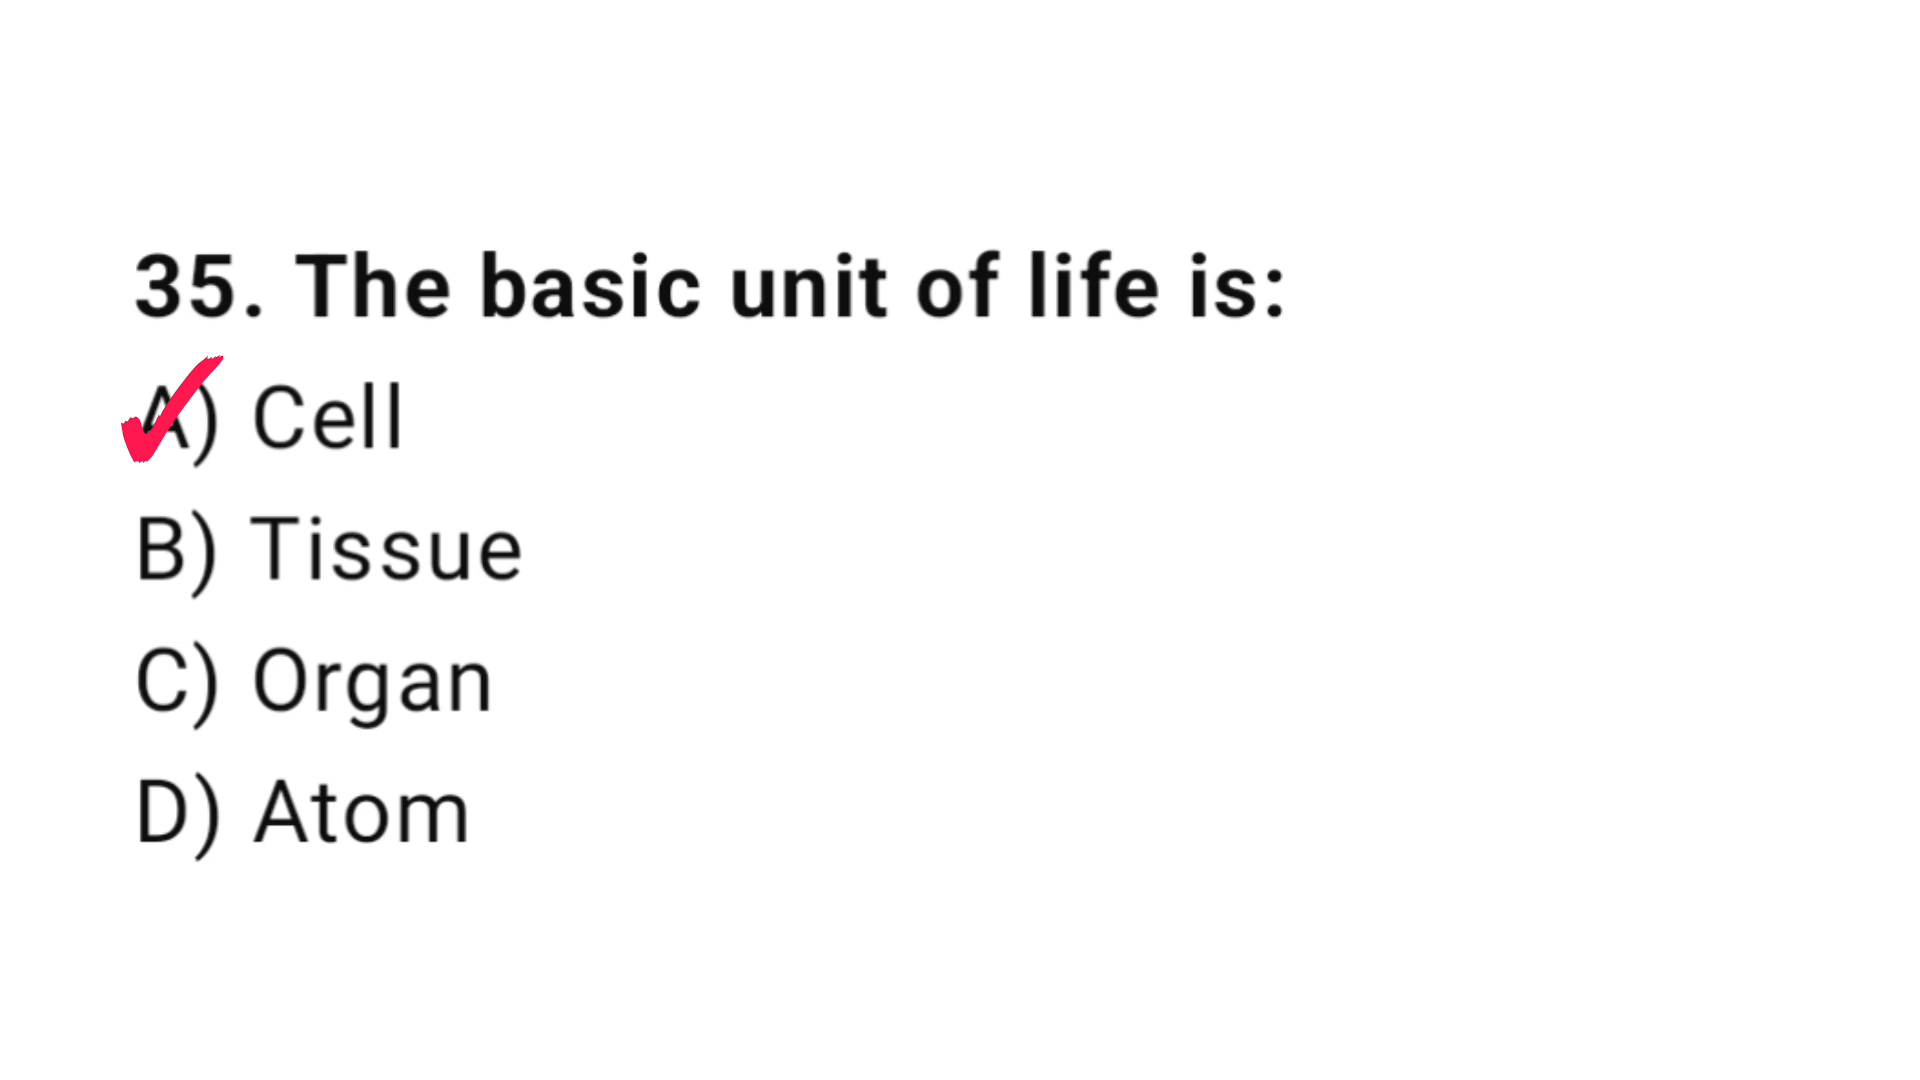 35. The basic unit of life is:
A) Cell
B) Tissue
C) Organ
D) Atom